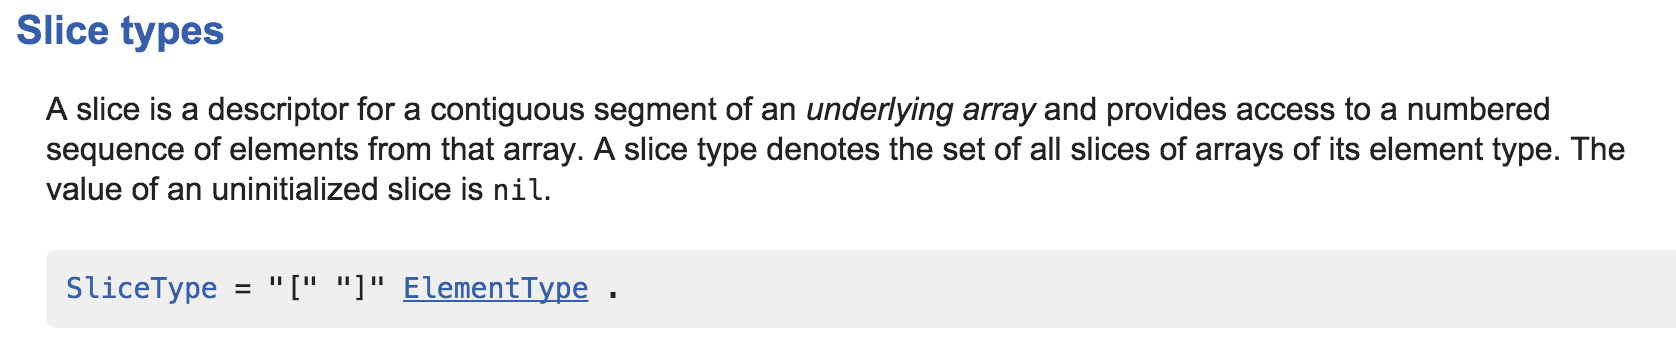 Slice types
A slice is a descriptor for a contiguous segment of an underlying array and provides access to a numbered
sequence of elements from that array. A slice type denotes the set of all slices of arrays of its element type. The
value of an uninitialized slice is nil.
SliceType = "[" "]" ElementType .